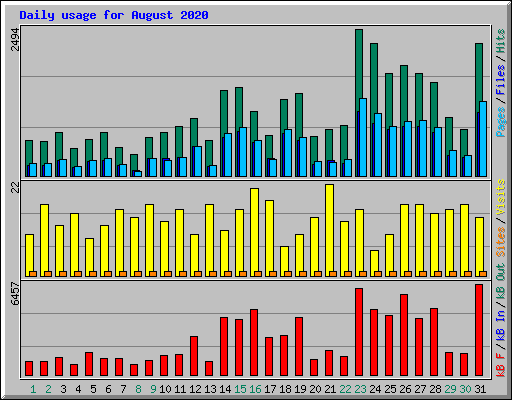 Daily usage for August 2020
2494
22
6457
Pages / Files / Hits
Sites / Visits
kB F / kB In / kB Out
1 2 3 4 5 6 7 8 9 10 11 12 13 14 15 16 17 18 19 20 21 22 23 24 25 26 27 28 29 30 31